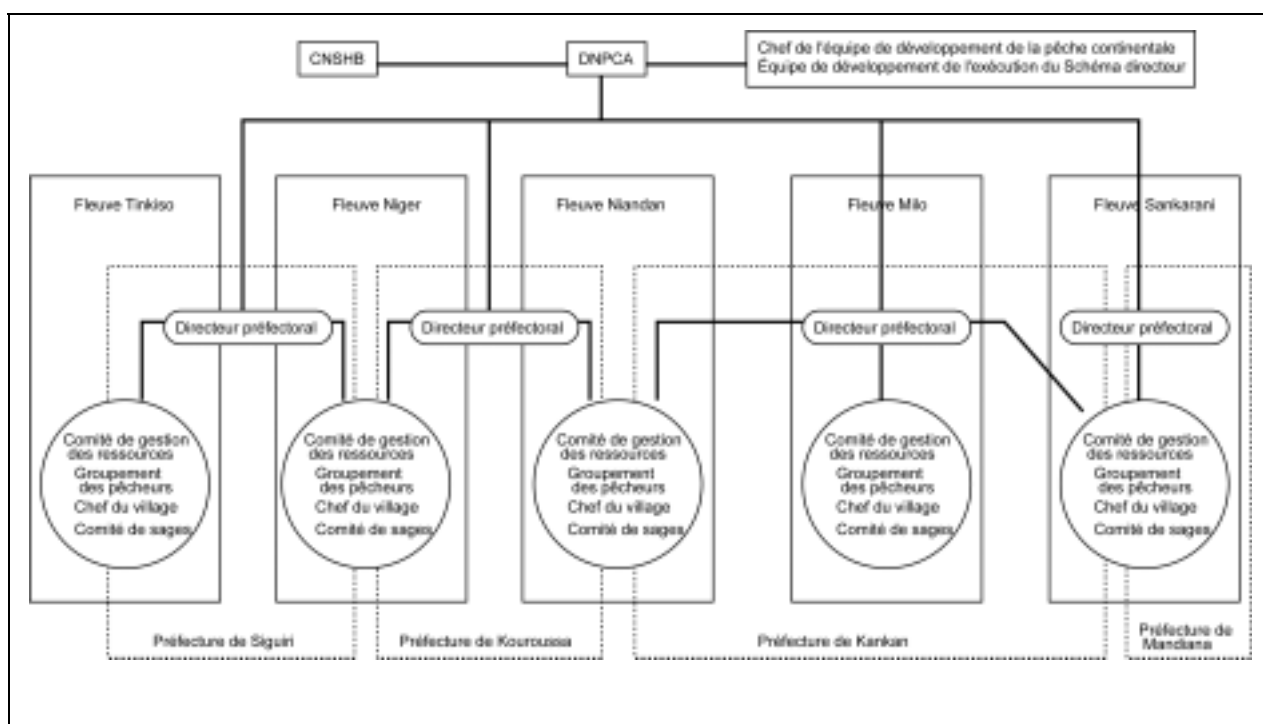 CNSHB
DNPCA
Chef de l'équipe de développement de la pêche continentale
Équipe de développement de l'exécution du Schéma directeur
Fleuve Tinkiso
Fleuve Niger
Fleuve Niandan
Fleuve Milo
Fleuve Sankarani
Directeur préfectoral
Directeur préfectoral
Directeur préfectoral
Directeur préfectoral
Comité de gestion
des ressources
Groupement
des pêcheurs
Chef du village
Comité de sages
Comité de gestion
des ressources
Groupement
des pêcheurs
Chef du village
Comité de sages
Comité de gestion
des ressources
Groupement
des pêcheurs
Chef du village
Comité de sages
Comité de gestion
des ressources
Groupement
des pêcheurs
Chef du village
Comité de sages
Comité de gestion
des ressources
Groupement
des pêcheurs
Chef du village
Comité de sages
Préfecture de Siguiri
Préfecture de Kouroussa
Préfecture de Kankan
Préfecture de
Mandiana